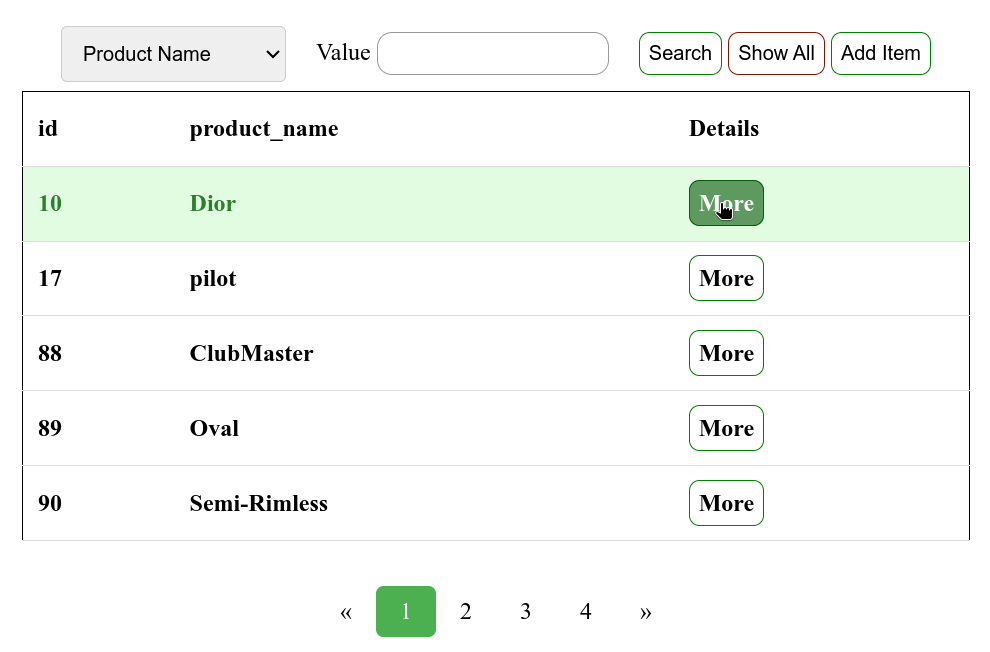 Product Name Value Search Show All Add Item
id product_name Details
10 Dior More
17 pilot More
88 ClubMaster More
89 Oval More
90 Semi-Rimless More
« 1 2 3 4 »